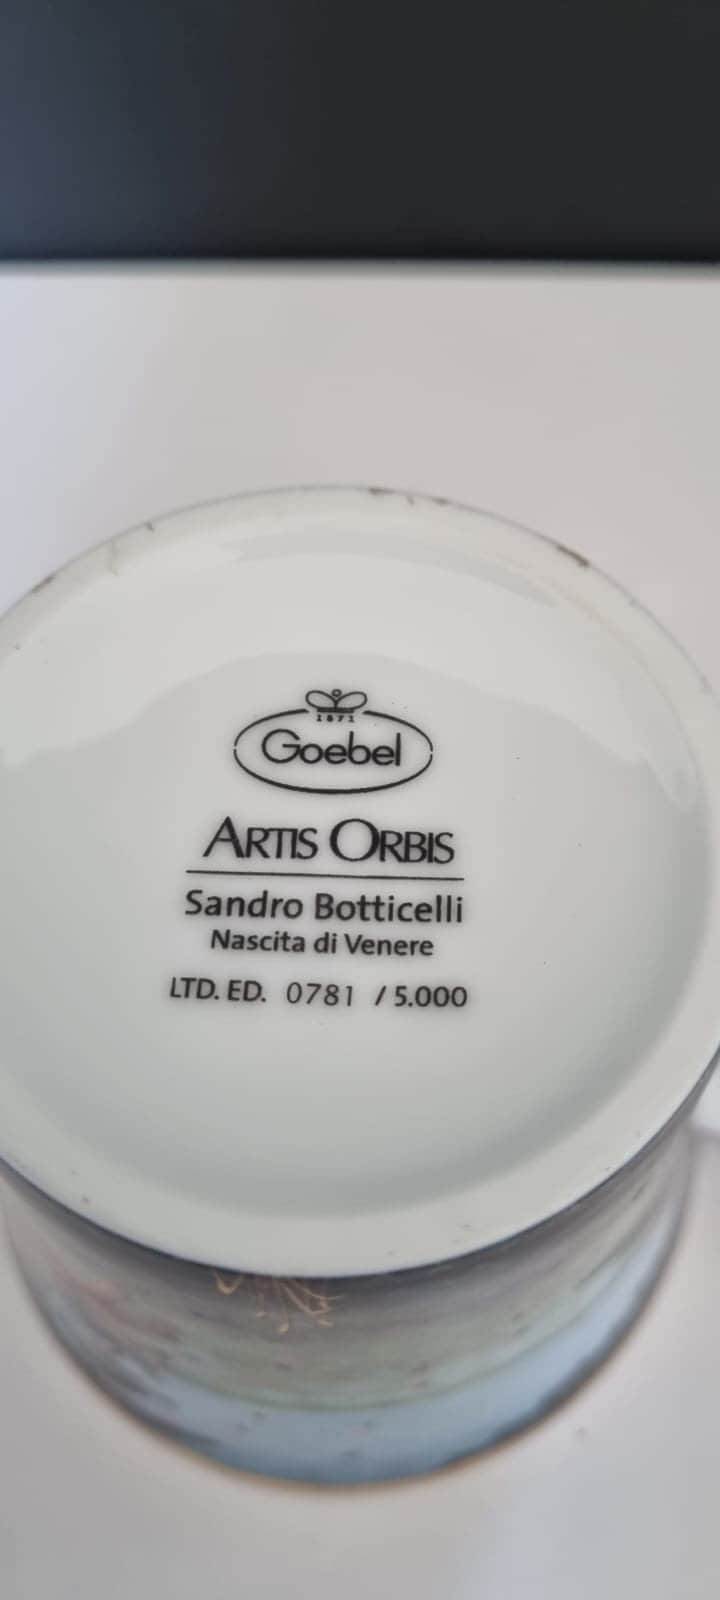 1871
Goebel
ARTIS ORBIS
Sandro Botticelli
Nascita di Venere
LTD. ED. 0781 / 5.000